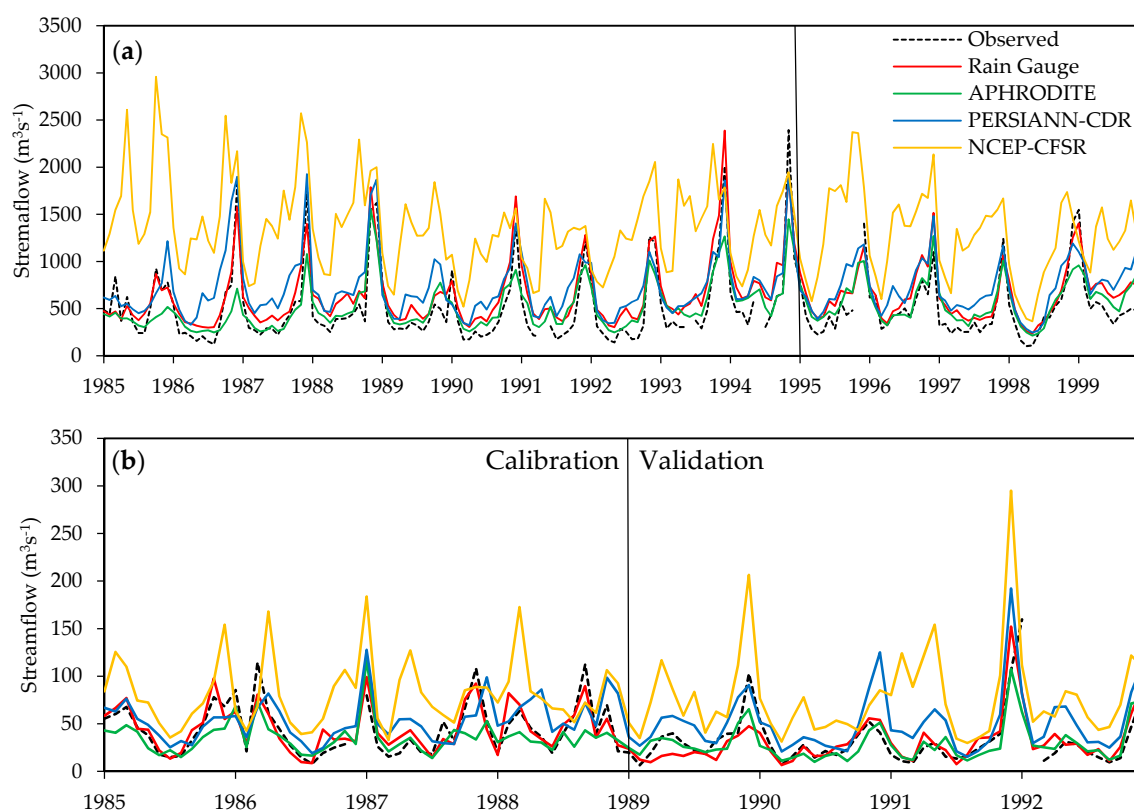 3500
3000
2500
2000
1500
1000
500
0
Stremaflow (m³s⁻¹)
(a)
Observed
Rain Gauge
APHRODITE
PERSIANN-CDR
NCEP-CFSR
1985 1986 1987 1988 1989 1990 1991 1992 1993 1994 1995 1996 1997 1998 1999
350
300
250
200
150
100
50
0
Streamflow (m³s⁻¹)
(b) Calibration Validation
1985 1986 1987 1988 1989 1990 1991 1992